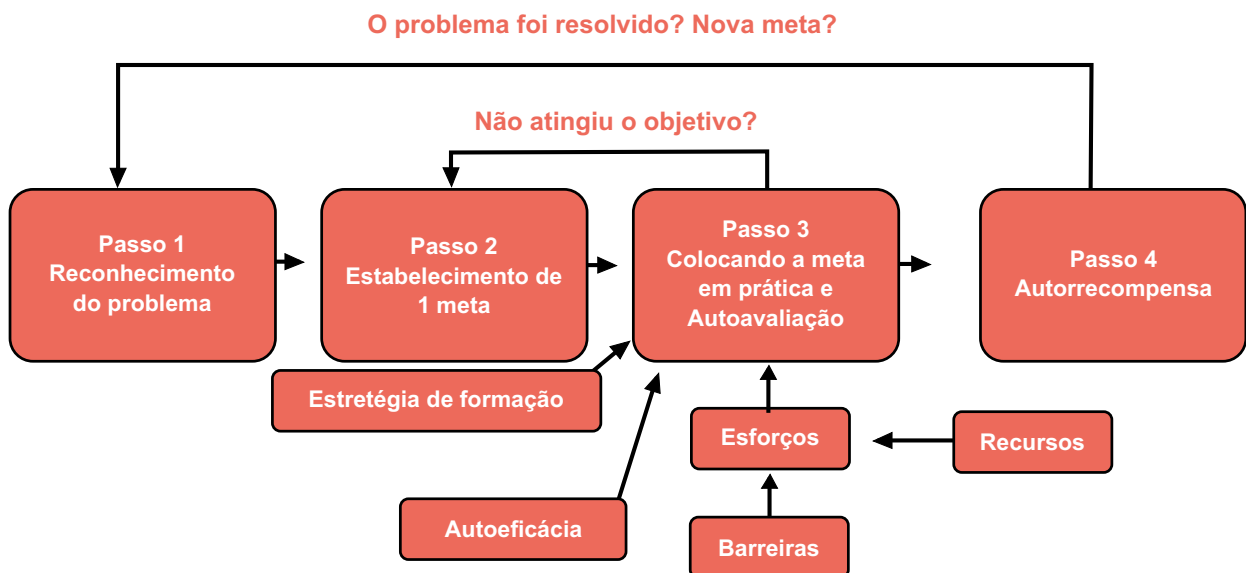 O problema foi resolvido? Nova meta?
Não atingiu o objetivo?
Passo 1
Reconhecimento
do problema
Passo 2
Estabelecimento de
1 meta
Passo 3
Colocando a meta
em prática e
Autoavaliação
Passo 4
Autorrecompensa
Estretégia de formação
Esforços
Recursos
Autoeficácia
Barreiras